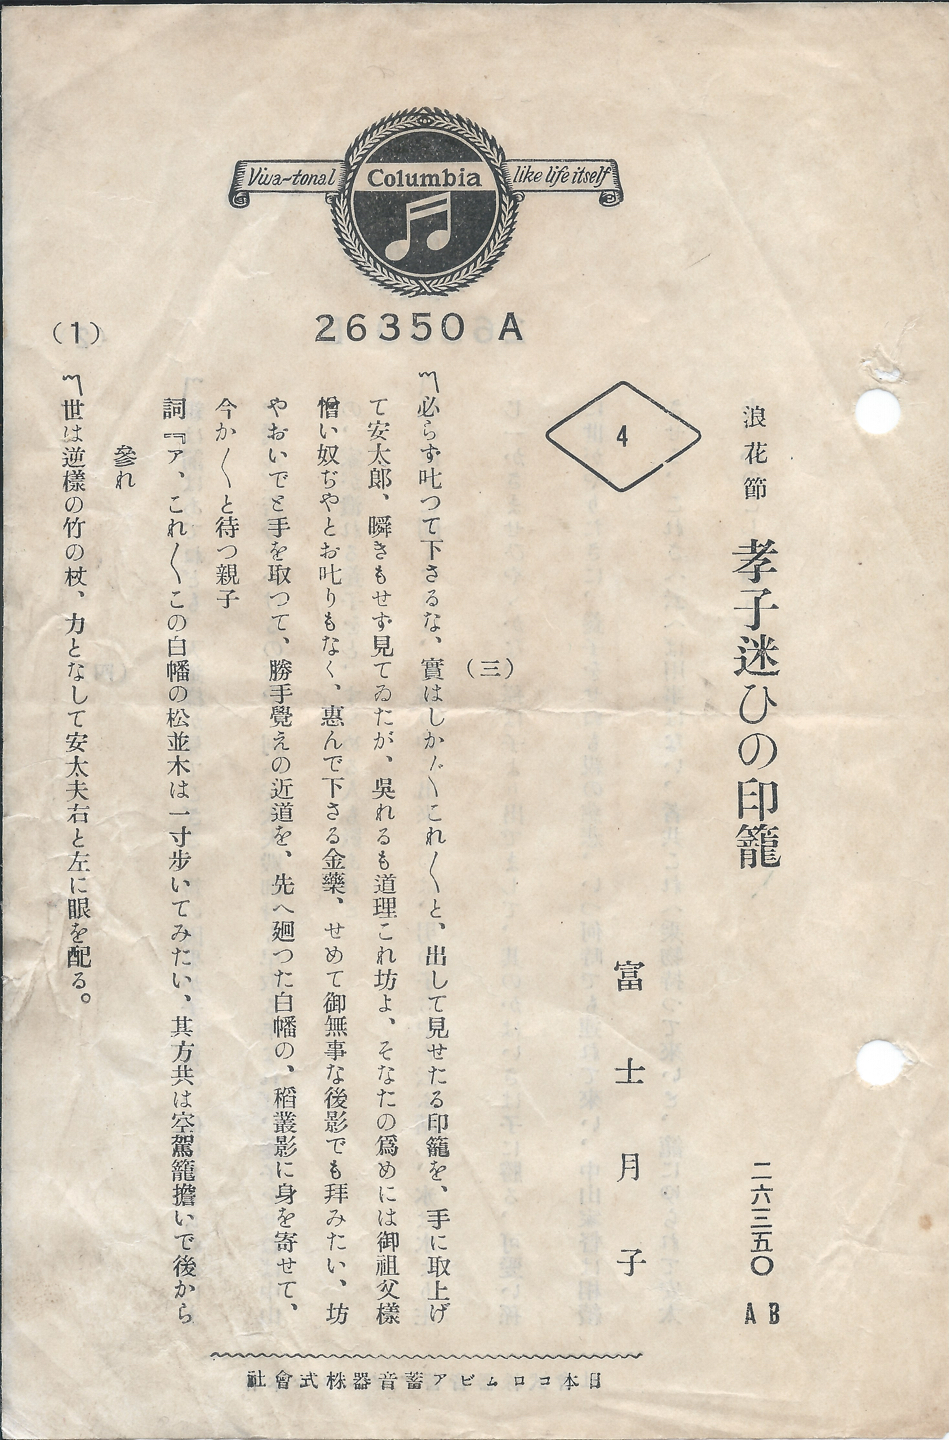 Viva-tonal Columbia like life itself
26350 A
浪花節 孝子迷ひの印籠 二六三五〇 AB
4
富士月子
(三)
〽必らず叱つて下さるな、實はしか〴〵これ〳〵と、出して見せたる印籠を、手に取上げ
て安太郎、瞬きもせず見てゐたが、呉れるも道理これ坊よ、そなたの爲めには御祖父樣
憎い奴ぢやとお叱りもなく、惠んで下さる金藥、せめて御無事な後影でも拜みたい、坊
やおいでと手を取つて、勝手覺えの近道を、先へ廻つた白幡の、稻叢影に身を寄せて、
今か〳〵と待つ親子
詞『ア、これ〳〵この白幡の松並木は一寸歩いてみたい、其方共は空駕籠擔いで後から
參れ
〽世は逆樣の竹の杖、力となして安太夫右と左に眼を配る。
(1)
社會式株器音蓄アビムロコ本日